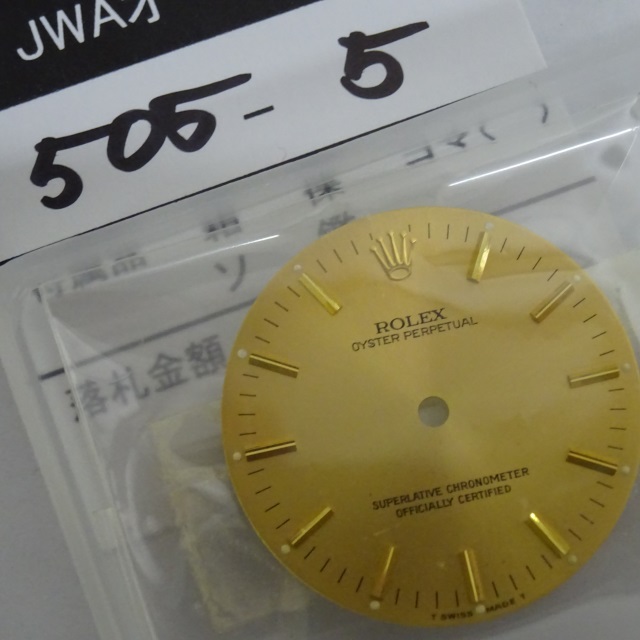 JWAオ
505-5
落札金額
ROLEX
OYSTER PERPETUAL
SUPERLATIVE CHRONOMETER
OFFICIALLY CERTIFIED
T SWISS MADE T